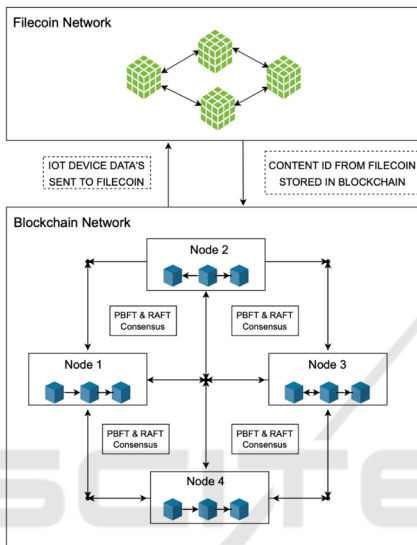 Filecoin Network
IOT DEVICE DATA'S
SENT TO FILECOIN
CONTENT ID FROM FILECOIN
STORED IN BLOCKCHAIN
Blockchain Network
Node 2
PBFT & RAFT
Consensus
PBFT & RAFT
Consensus
Node 1
Node 3
PBFT & RAFT
Consensus
PBFT & RAFT
Consensus
Node 4